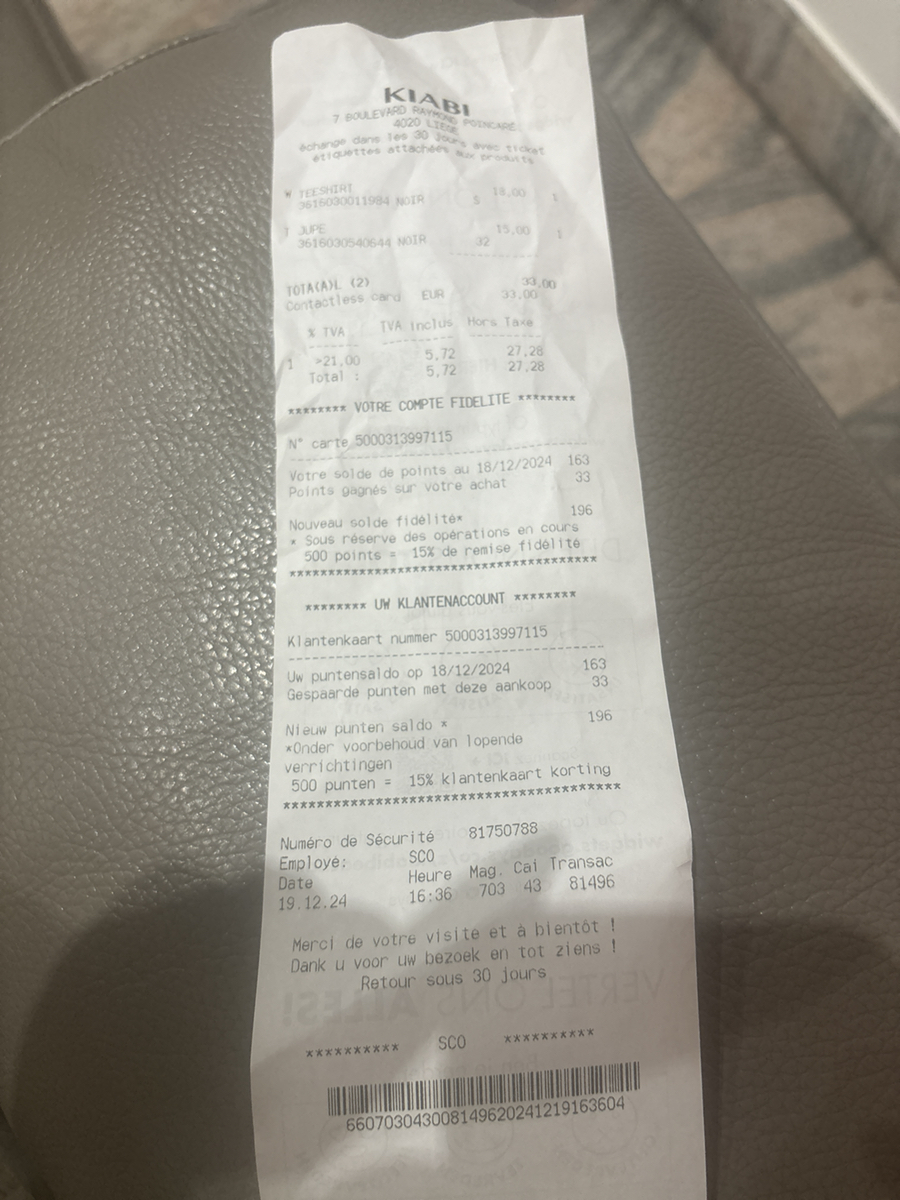 KIABI
7 BOULEVARD RAYMOND POINCARE
4020 LIEGE
échange dans les 30 jours avec ticket
étiquettes attachées aux produits
W TEESHIRT 18,00 1
3616030011984 NOIR S
J JUPE 15,00 1
3616030540644 NOIR 32
TOTA(A)L (2) 33,00
Contactless card EUR 33,00
% TVA TVA Inclus Hors Taxe
1 >21,00 5,72 27,28
Total : 5,72 27,28
******** VOTRE COMPTE FIDELITE ********
N° carte 5000313997115
Votre solde de points au 18/12/2024 163
Points gagnés sur votre achat 33
Nouveau solde fidélité* 196
* Sous réserve des opérations en cours
500 points = 15% de remise fidélité
*************************************
******** UW KLANTENACCOUNT ********
Klantenkaart nummer 5000313997115
Uw puntensaldo op 18/12/2024 163
Gespaarde punten met deze aankoop 33
Nieuw punten saldo * 196
*Onder voorbehoud van lopende
verrichtingen
500 punten = 15% klantenkaart korting
*****************************************
Numéro de Sécurité 81750788
Employé: SCO
Date Heure Mag. Cai Transac
19.12.24 16:36 703 43 81496
Merci de votre visite et à bientôt !
Dank u voor uw bezoek en tot ziens !
Retour sous 30 jours
********** SCO **********
660703043008149620241219163604